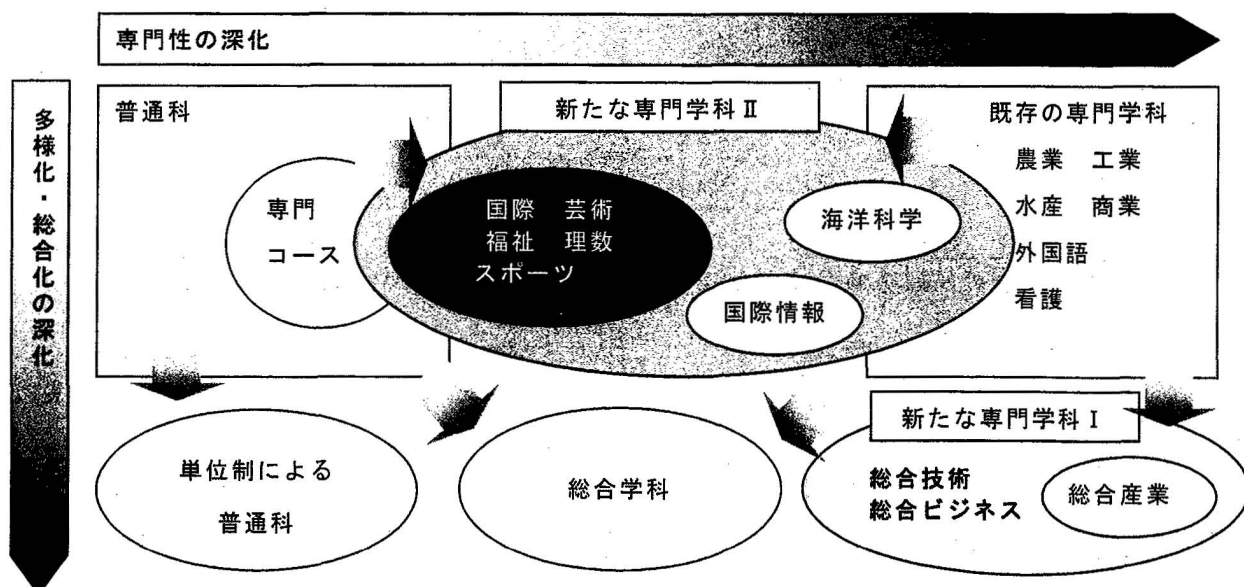 専門性の深化
多様化・総合化の深化
普通科
新たな専門学科Ⅱ
既存の専門学科
農業 工業
水産 商業
外国語
看護
専門
コース
国際 芸術
福祉 理数
スポーツ
海洋科学
国際情報
単位制による
普通科
総合学科
新たな専門学科Ⅰ
総合技術
総合ビジネス
総合産業